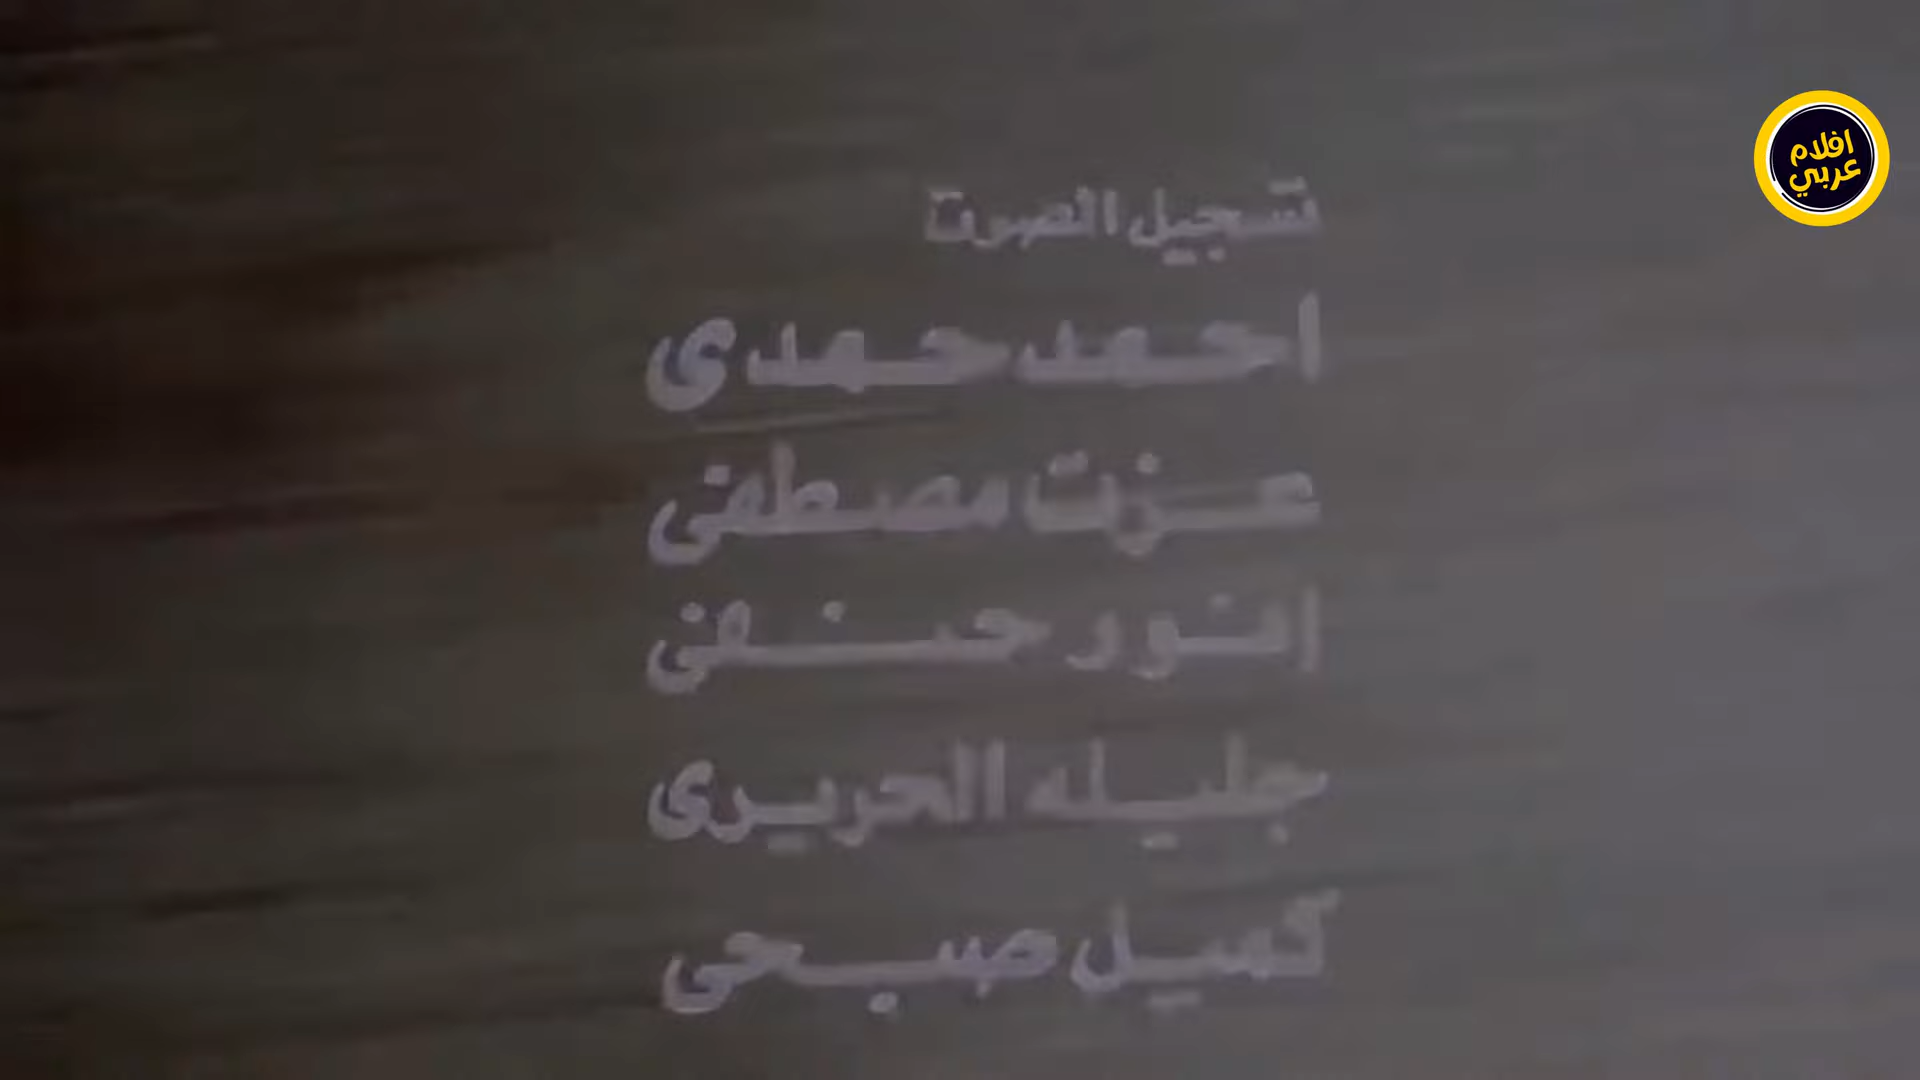 تسجيل الصوت
احمد حمدى
عزت مصطفى
انور حنفى
جليله الحريرى
كميل صبحى
افلام
عربي